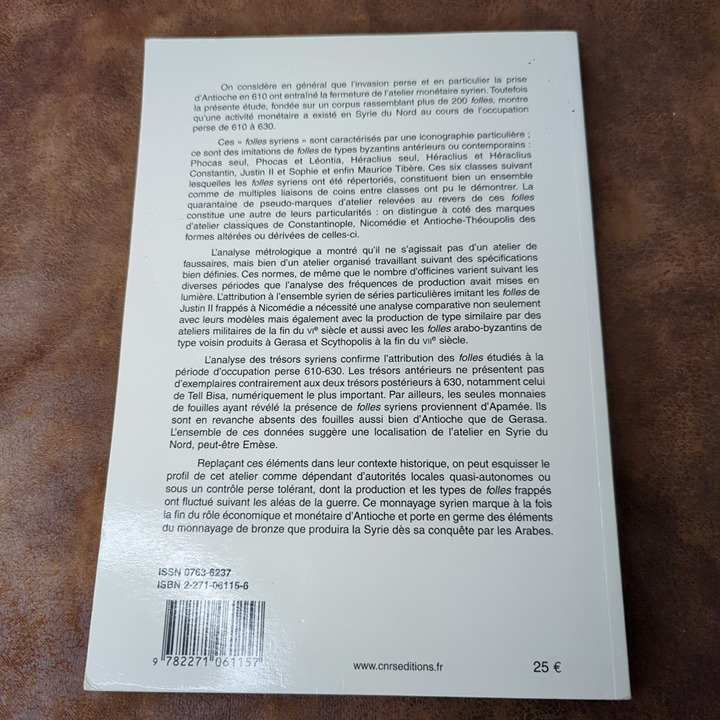 On considère en général que l'invasion perse et en particulier la prise
d'Antioche en 610 ont entraîné la fermeture de l'atelier monétaire syrien. Toutefois
la présente étude, fondée sur un corpus rassemblant plus de 200 folles, montre
qu'une activité monétaire a existé en Syrie du Nord au cours de l'occupation
perse de 610 à 630.
Ces « folles syriens » sont caractérisés par une iconographie particulière ;
ce sont des imitations de folles de types byzantins antérieurs ou contemporains :
Phocas seul, Phocas et Léontia, Héraclius seul, Héraclius et Héraclius
Constantin, Justin II et Sophie et enfin Maurice Tibère. Ces six classes suivant
lesquelles les folles syriens ont été répertoriés, constituent bien un ensemble
comme de multiples liaisons de coins entre classes ont pu le démontrer. La
quarantaine de pseudo-marques d'atelier relevées au revers de ces folles
constitue une autre de leurs particularités : on distingue à coté des marques
d'atelier classiques de Constantinople, Nicomédie et Antioche-Théoupolis des
formes altérées ou dérivées de celles-ci.
L'analyse métrologique a montré qu'il ne s'agissait pas d'un atelier de
faussaires, mais bien d'un atelier organisé travaillant suivant des spécifications
bien définies. Ces normes, de même que le nombre d'officines varient suivant les
diverses périodes que l'analyse des fréquences de production avait mises en
lumière. L'attribution à l'ensemble syrien de séries particulières imitant les folles de
Justin II frappés à Nicomédie a nécessité une analyse comparative non seulement
avec leurs modèles mais également avec la production de type similaire par des
ateliers militaires de la fin du VIe siècle et aussi avec les folles arabo-byzantins de
type voisin produits à Gerasa et Scythopolis à la fin du VIIe siècle.
L'analyse des trésors syriens confirme l'attribution des folles étudiés à la
période d'occupation perse 610-630. Les trésors antérieurs ne présentent pas
d'exemplaires contrairement aux deux trésors postérieurs à 630, notamment celui
de Tell Bisa, numériquement le plus important. Par ailleurs, les seules monnaies
de fouilles ayant révélé la présence de folles syriens proviennent d'Apamée. Ils
sont en revanche absents des fouilles aussi bien d'Antioche que de Gerasa.
L'ensemble de ces données suggère une localisation de l'atelier en Syrie du
Nord, peut-être Emèse.
Replaçant ces éléments dans leur contexte historique, on peut esquisser le
profil de cet atelier comme dépendant d'autorités locales quasi-autonomes ou
sous un contrôle perse tolérant, dont la production et les types de folles frappés
ont fluctué suivant les aléas de la guerre. Ce monnayage syrien marque à la fois
la fin du rôle économique et monétaire d'Antioche et porte en germe des éléments
du monnayage de bronze que produira la Syrie dès sa conquête par les Arabes.
ISSN 0763-6237
ISBN 2-271-06115-6
9 782271 061157
www.cnrseditions.fr
25 €